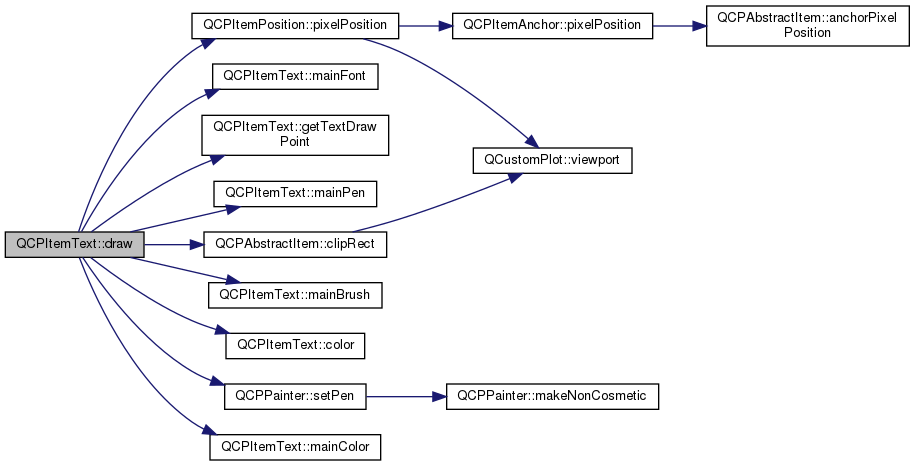 QCPItemPosition::pixelPosition
QCPItemAnchor::pixelPosition
QCPAbstractItem::anchorPixel
Position
QCPItemText::mainFont
QCPItemText::getTextDraw
Point
QCustomPlot::viewport
QCPItemText::mainPen
QCPItemText::draw
QCPAbstractItem::clipRect
QCPItemText::mainBrush
QCPItemText::color
QCPPainter::setPen
QCPPainter::makeNonCosmetic
QCPItemText::mainColor